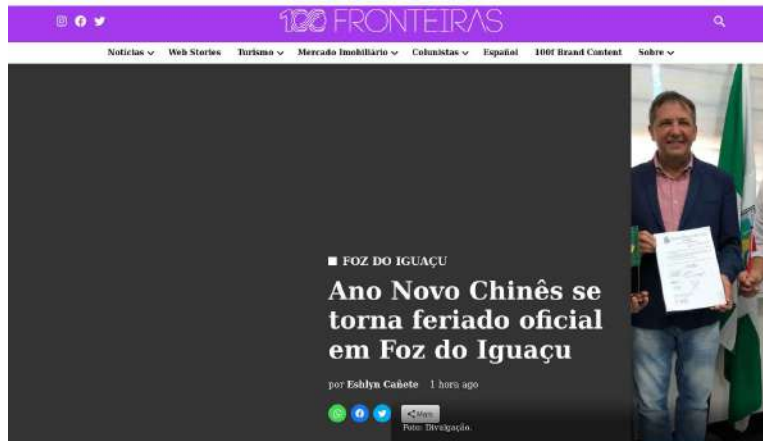 100 FRONTEIRAS
Notícias Web Stories Turismo Mercado Imobiliário Colunistas Español 100f Brand Content Sobre
FOZ DO IGUAÇU
Ano Novo Chinês se
torna feriado oficial
em Foz do Iguaçu
por Eshlyn Cañete 1 hora ago
More
Foto: Divulgação.